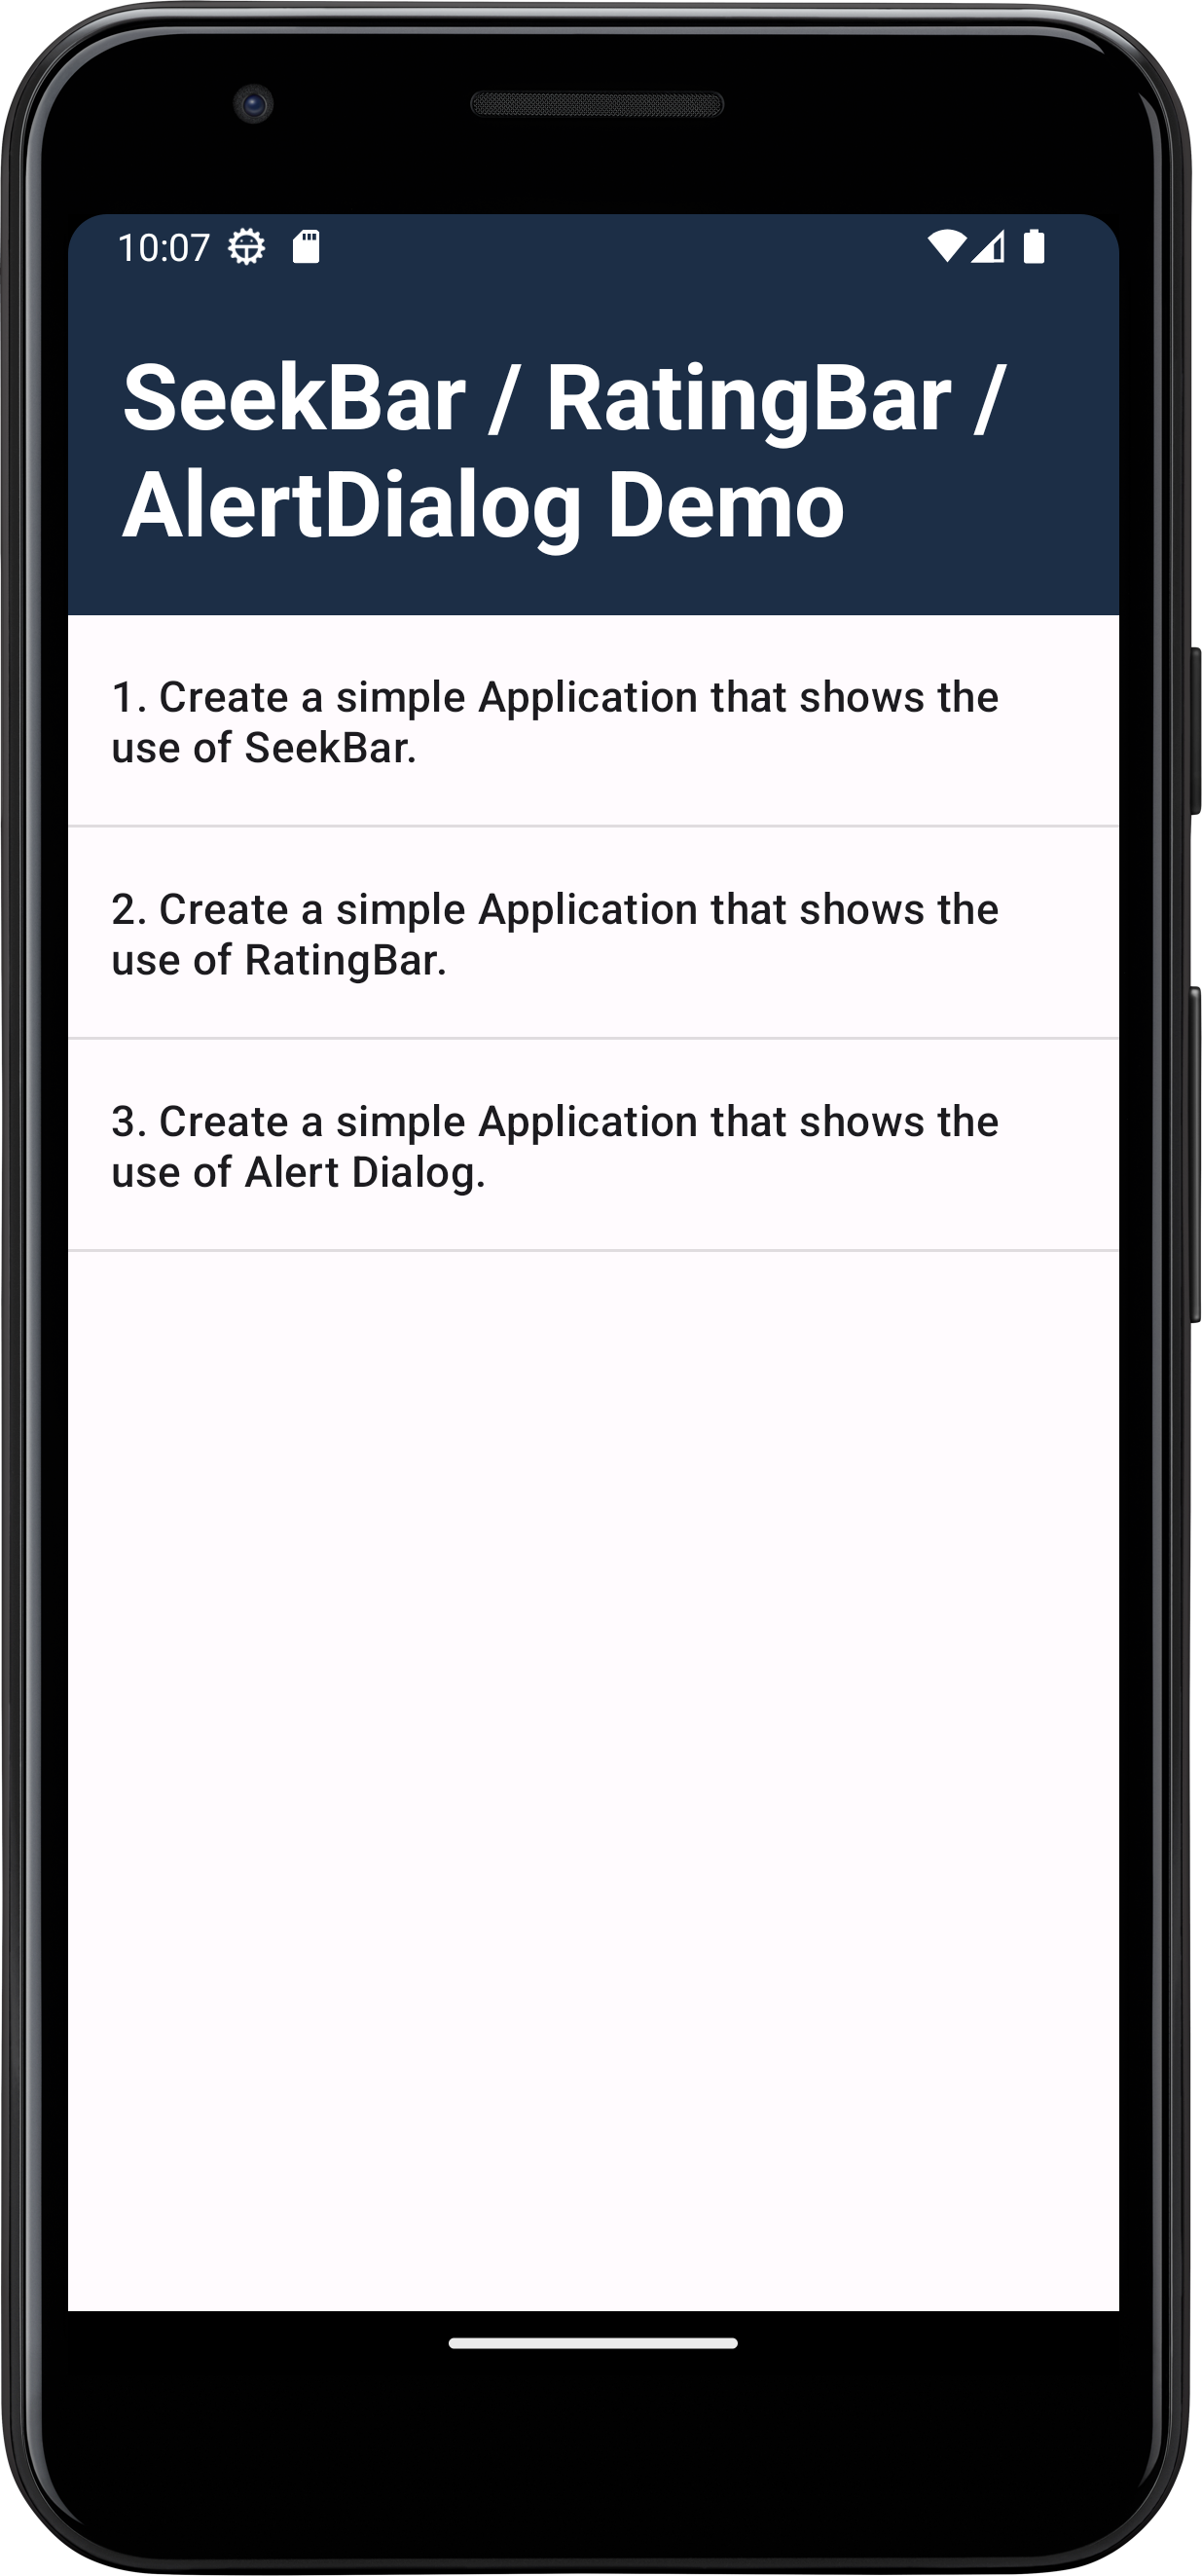 10:07
SeekBar / RatingBar /
AlertDialog Demo
1. Create a simple Application that shows the
use of SeekBar.
2. Create a simple Application that shows the
use of RatingBar.
3. Create a simple Application that shows the
use of Alert Dialog.